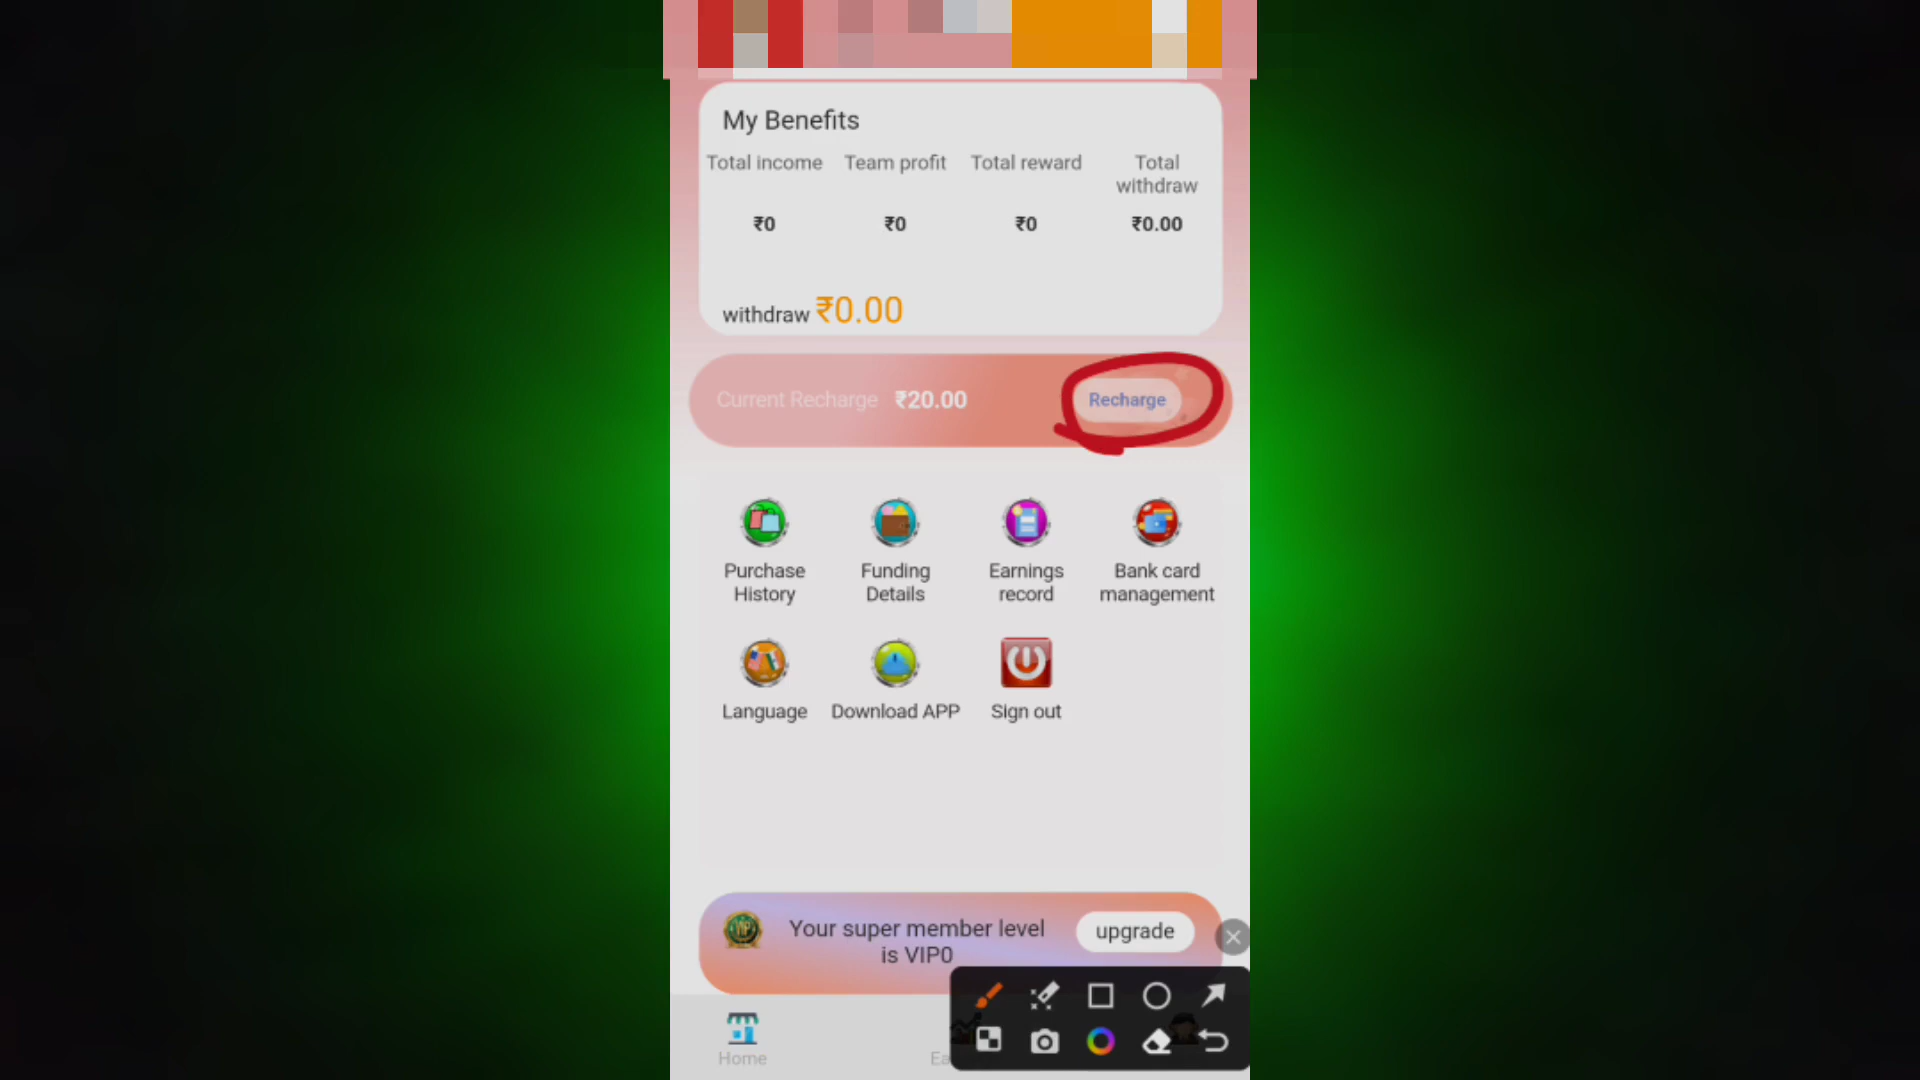 My Benefits
Total income Team profit Total reward Total withdraw
₹0 ₹0 ₹0 ₹0.00
withdraw ₹0.00
Current Recharge ₹20.00 Recharge
Purchase History
Funding Details
Earnings record
Bank card management
Language
Download APP
Sign out
Your super member level is VIP0
upgrade
Home